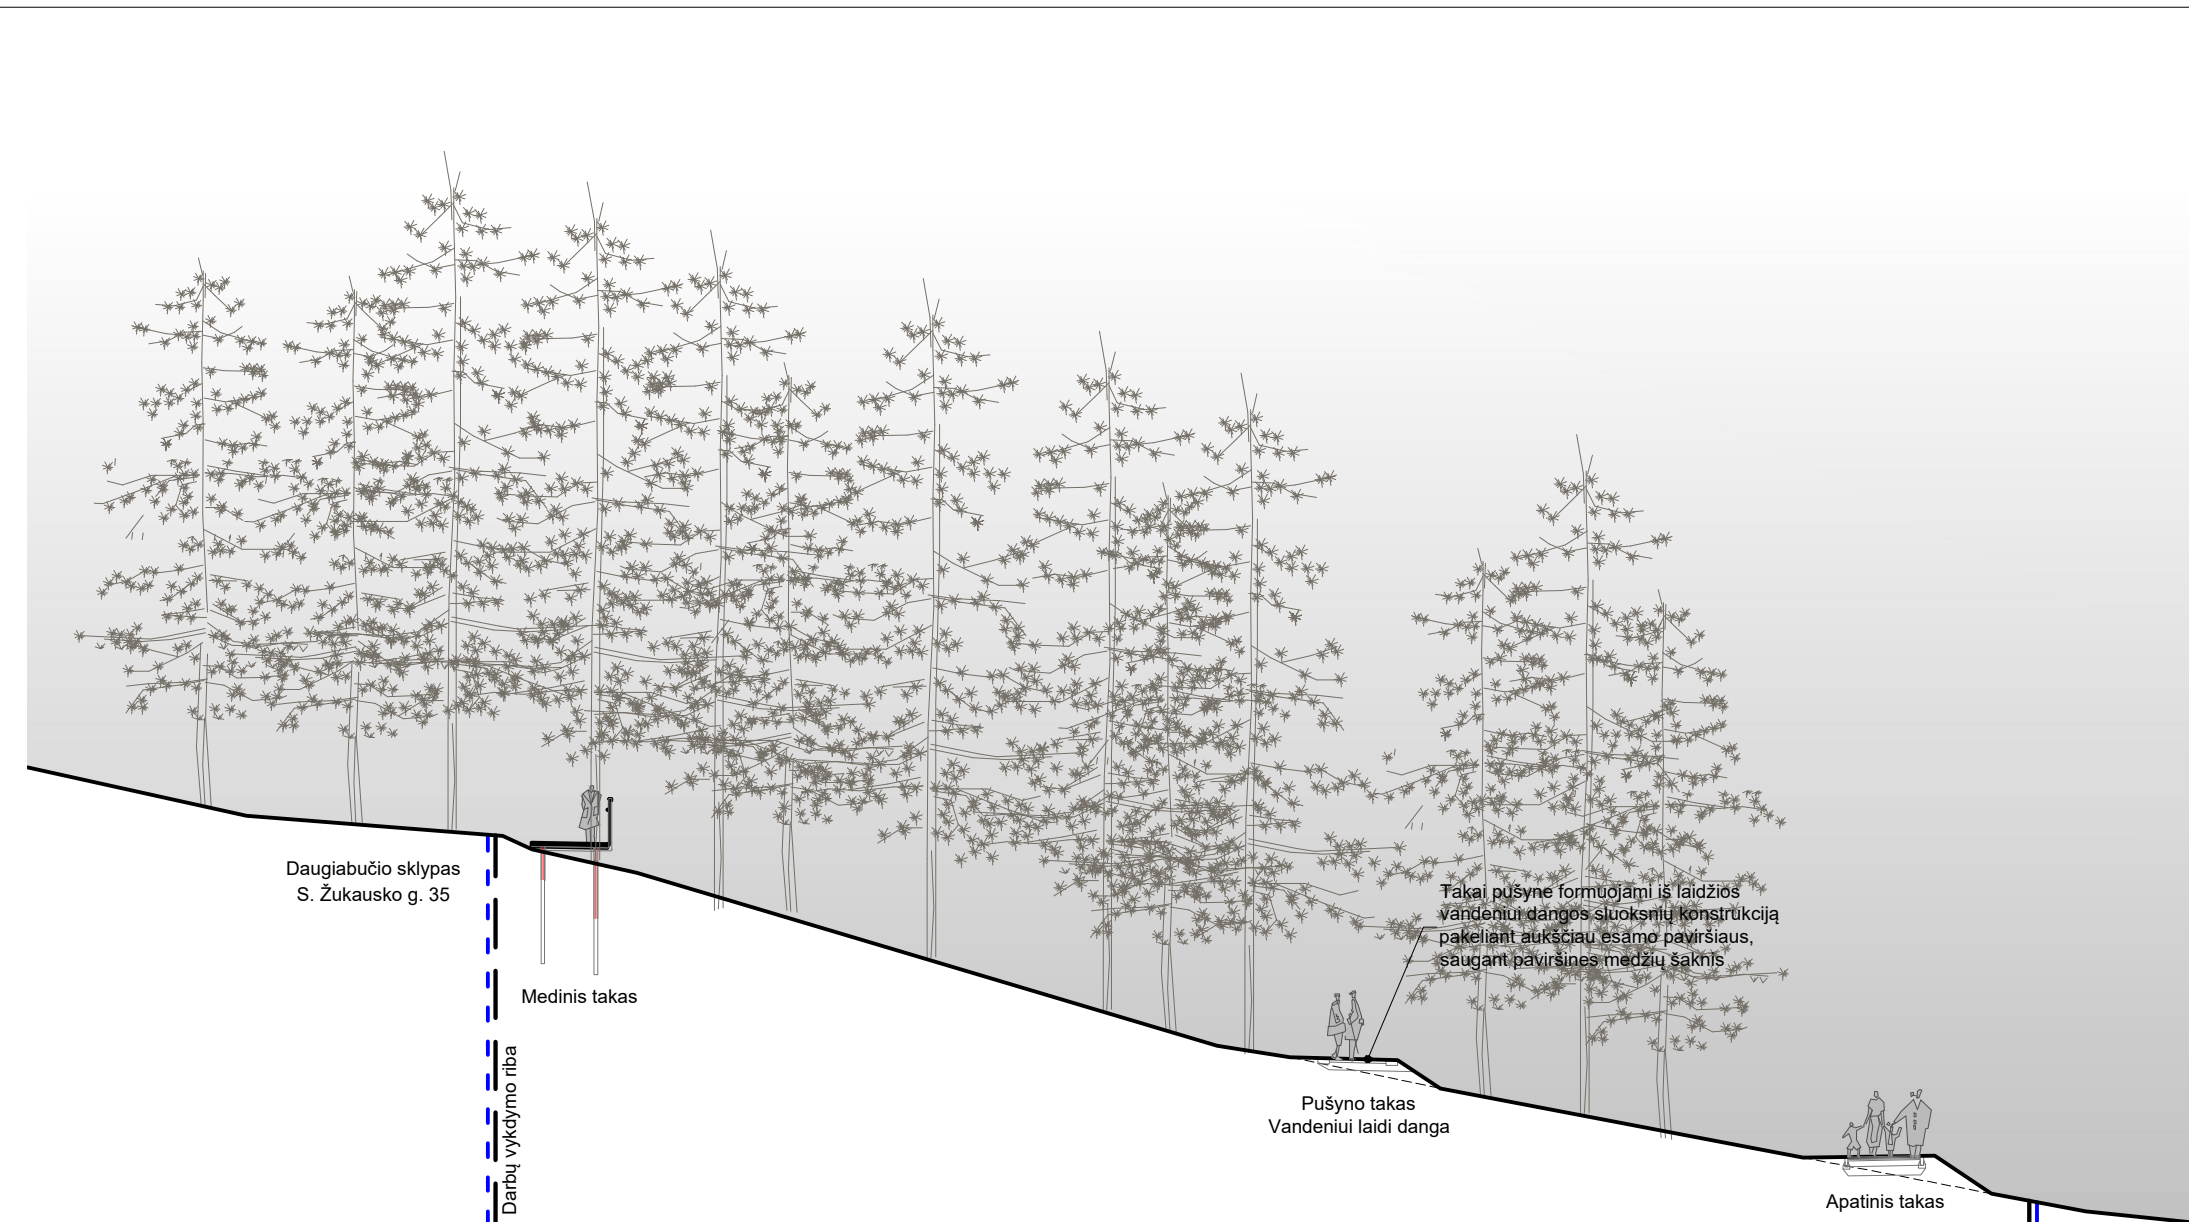 Daugiabučio sklypas
S. Žukausko g. 35
Medinis takas
Darbų vykdymo riba
Takai pušyne formuojami iš laidžios
vandeniui dangos sluoksnių konstrukciją
pakeliant aukščiau esamo paviršiaus,
saugant paviršines medžių šaknis
Pušyno takas
Vandeniui laidi danga
Apatinis takas